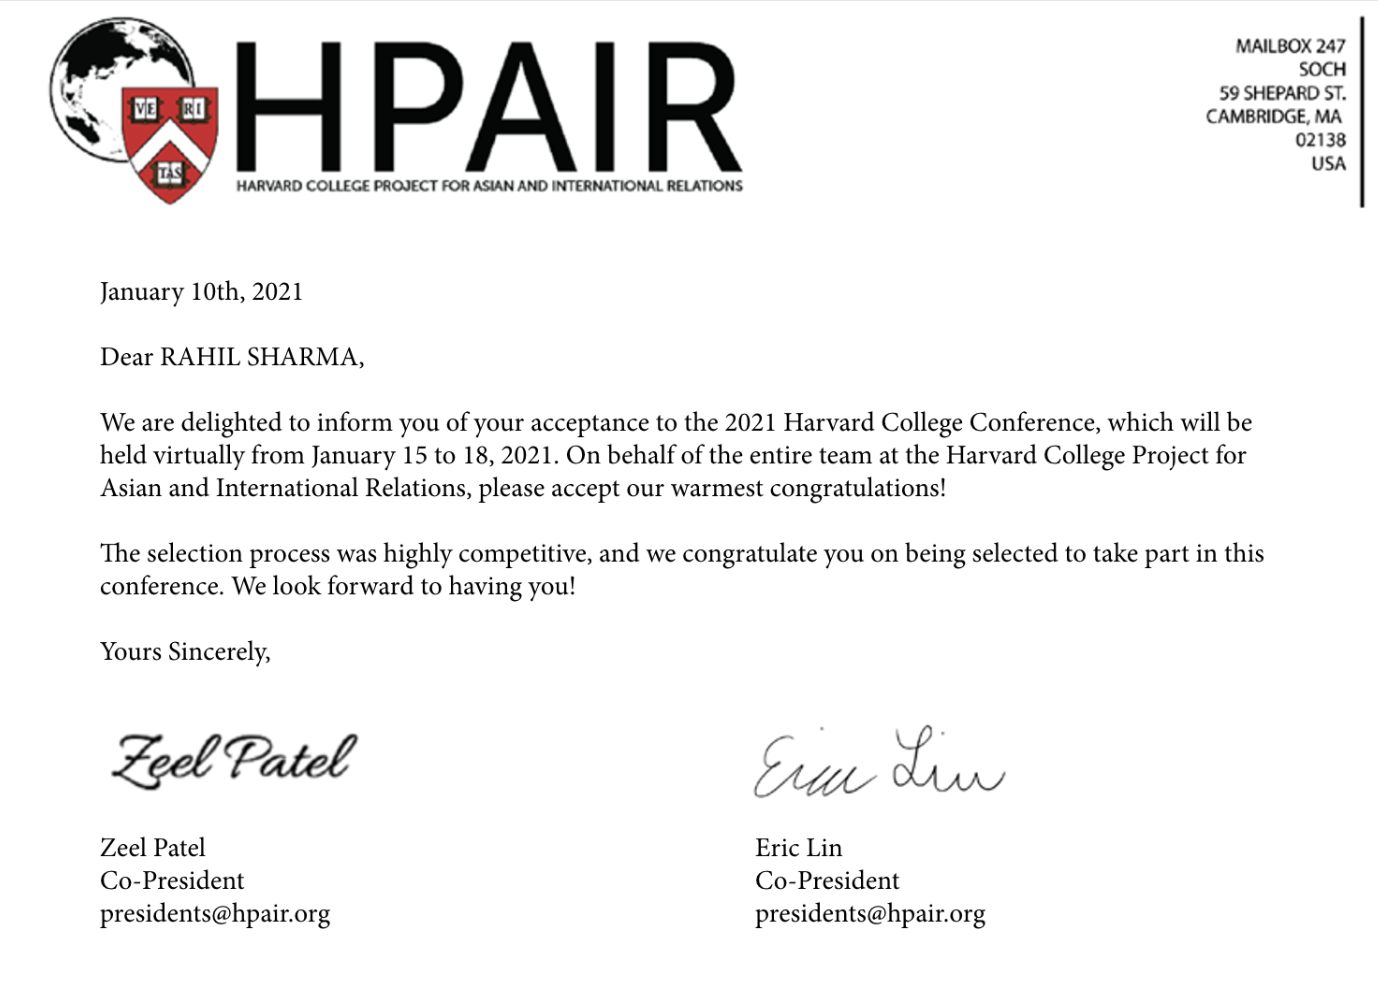 VE RI
TAS
HPAIR
HARVARD COLLEGE PROJECT FOR ASIAN AND INTERNATIONAL RELATIONS
MAILBOX 247
SOCH
59 SHEPARD ST.
CAMBRIDGE, MA
02138
USA
January 10th, 2021
Dear RAHIL SHARMA,
We are delighted to inform you of your acceptance to the 2021 Harvard College Conference, which will be
held virtually from January 15 to 18, 2021. On behalf of the entire team at the Harvard College Project for
Asian and International Relations, please accept our warmest congratulations!
The selection process was highly competitive, and we congratulate you on being selected to take part in this
conference. We look forward to having you!
Yours Sincerely,
Zeel Patel
Eric Lin
Zeel Patel
Co-President
presidents@hpair.org
Eric Lin
Co-President
presidents@hpair.org